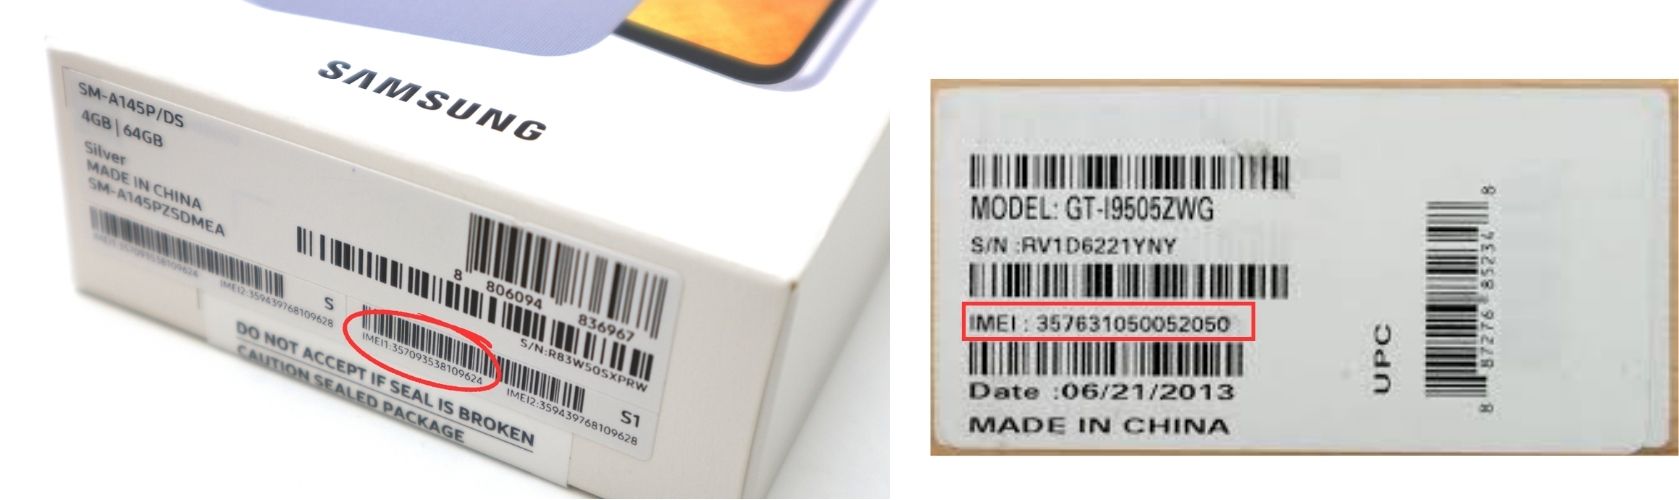 SAMSUNG
SM-A145P/DS
4GB | 64GB
Silver
MADE IN CHINA
SM-A145PZSDMEA
IMEI1:357093538109624
IMEI2:359439768109628
S
8 806094 836967
S/N:R83W50SXPRW
IMEI1:357093538109624
IMEI2:359439768109628
S1
DO NOT ACCEPT IF SEAL IS BROKEN
CAUTION SEALED PACKAGE
MODEL: GT-I9505ZWG
S/N :RV1D6221YNY
IMEI : 357631050052050
Date :06/21/2013
MADE IN CHINA
UPC
8 87276 85234 8